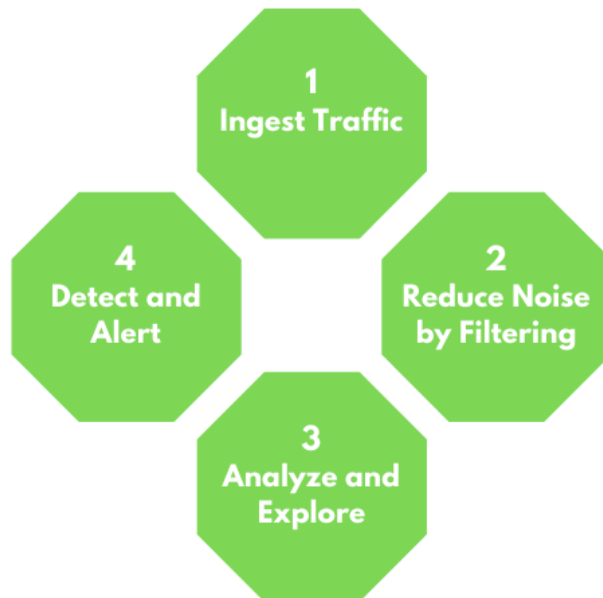 1
Ingest Traffic
2
Reduce Noise
by Filtering
3
Analyze and
Explore
4
Detect and
Alert